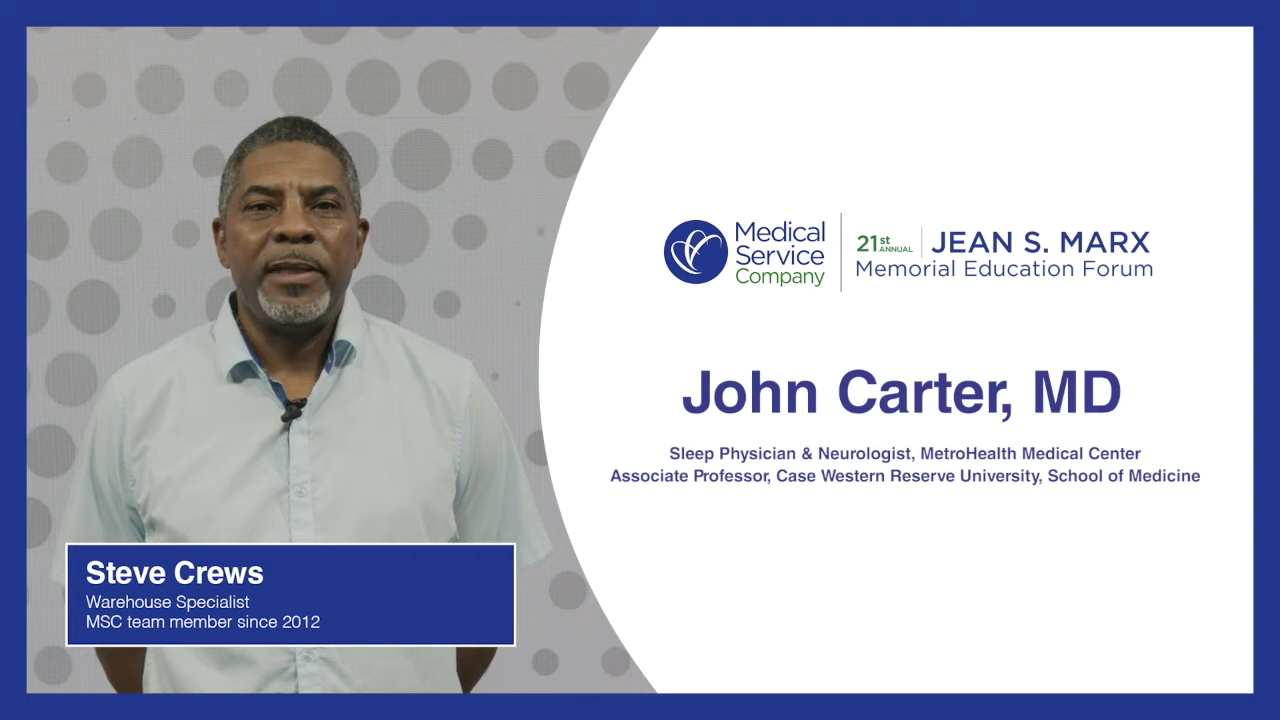 Medical
Service
Company
21st ANNUAL
JEAN S. MARX
Memorial Education Forum
John Carter, MD
Sleep Physician & Neurologist, MetroHealth Medical Center
Associate Professor, Case Western Reserve University, School of Medicine
Steve Crews
Warehouse Specialist
MSC team member since 2012